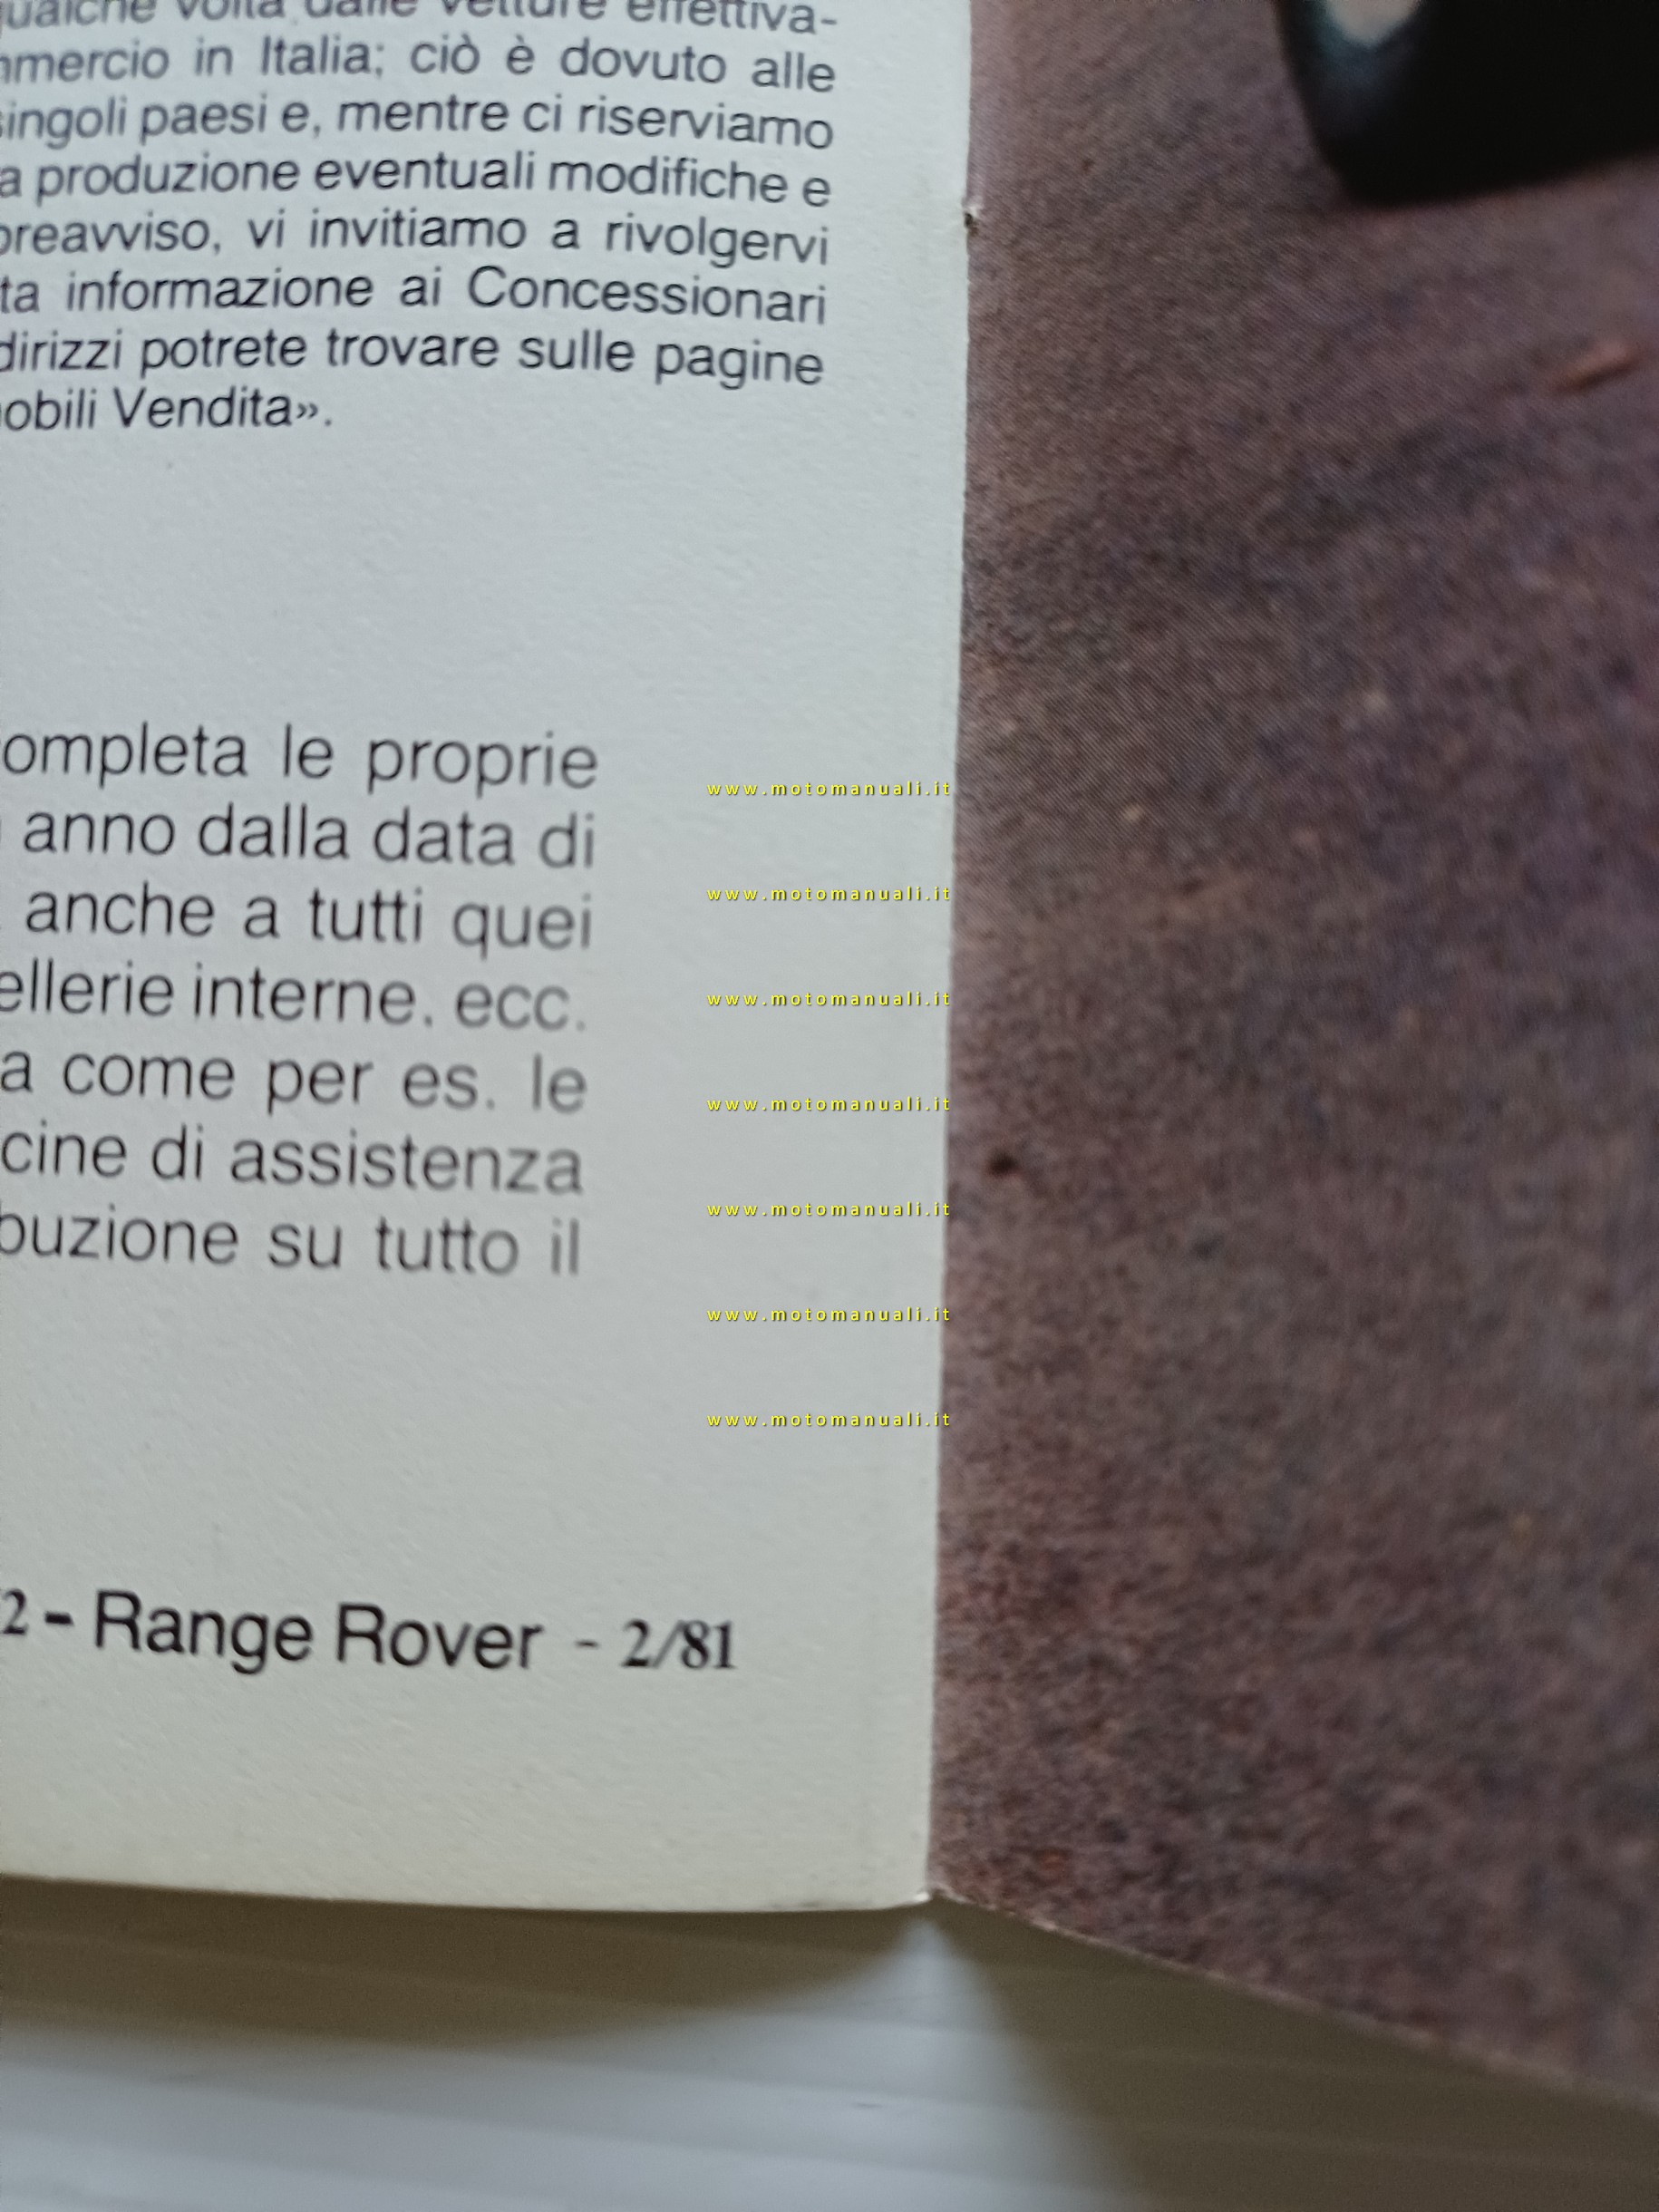 qualche volta dalle vetture effettiva-
mmercio in Italia; ciò è dovuto alle
singoli paesi e, mentre ci riserviamo
a produzione eventuali modifiche e
preavviso, vi invitiamo a rivolgervi
ta informazione ai Concessionari
dirizzi potrete trovare sulle pagine
obili Vendita».
ompleta le proprie
anno dalla data di
anche a tutti quei
ellerie interne, ecc.
a come per es. le
cine di assistenza
buzione su tutto il
2 - Range Rover - 2/81
www.motomanuali.it
www.motomanuali.it
www.motomanuali.it
www.motomanuali.it
www.motomanuali.it
www.motomanuali.it
www.motomanuali.it